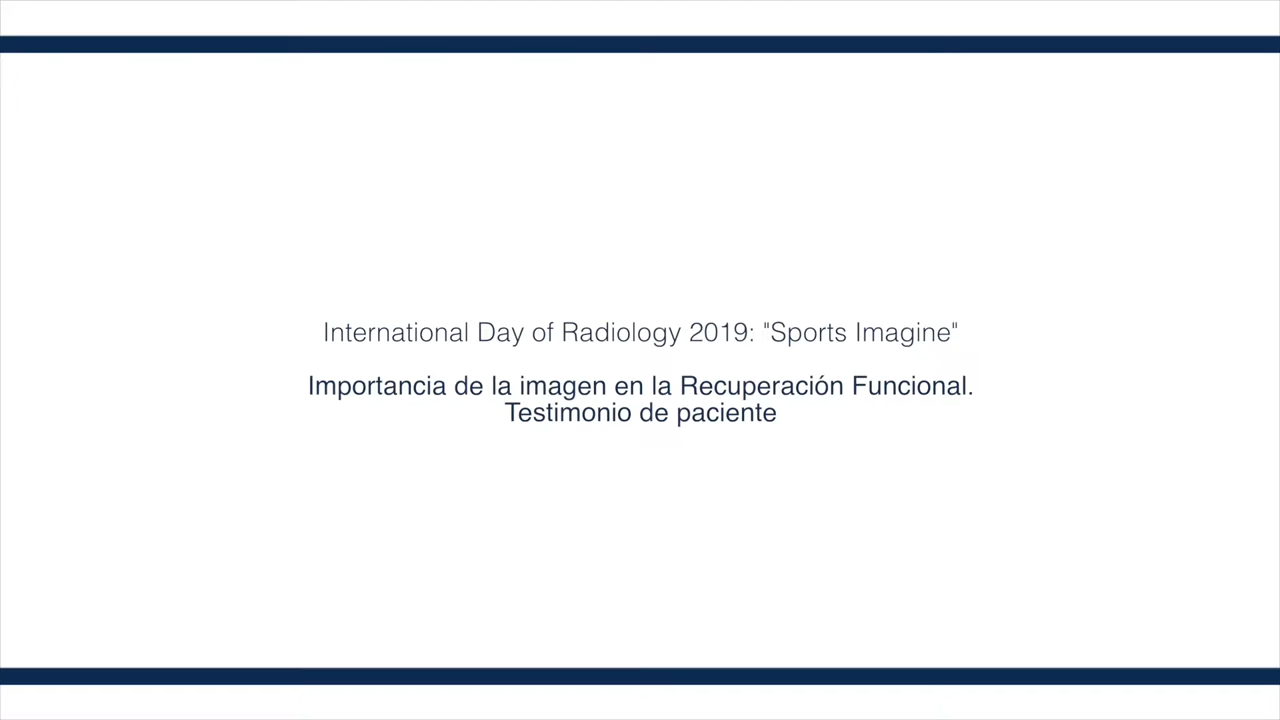 International Day of Radiology 2019: "Sports Imagine"
Importancia de la imagen en la Recuperación Funcional.
Testimonio de paciente